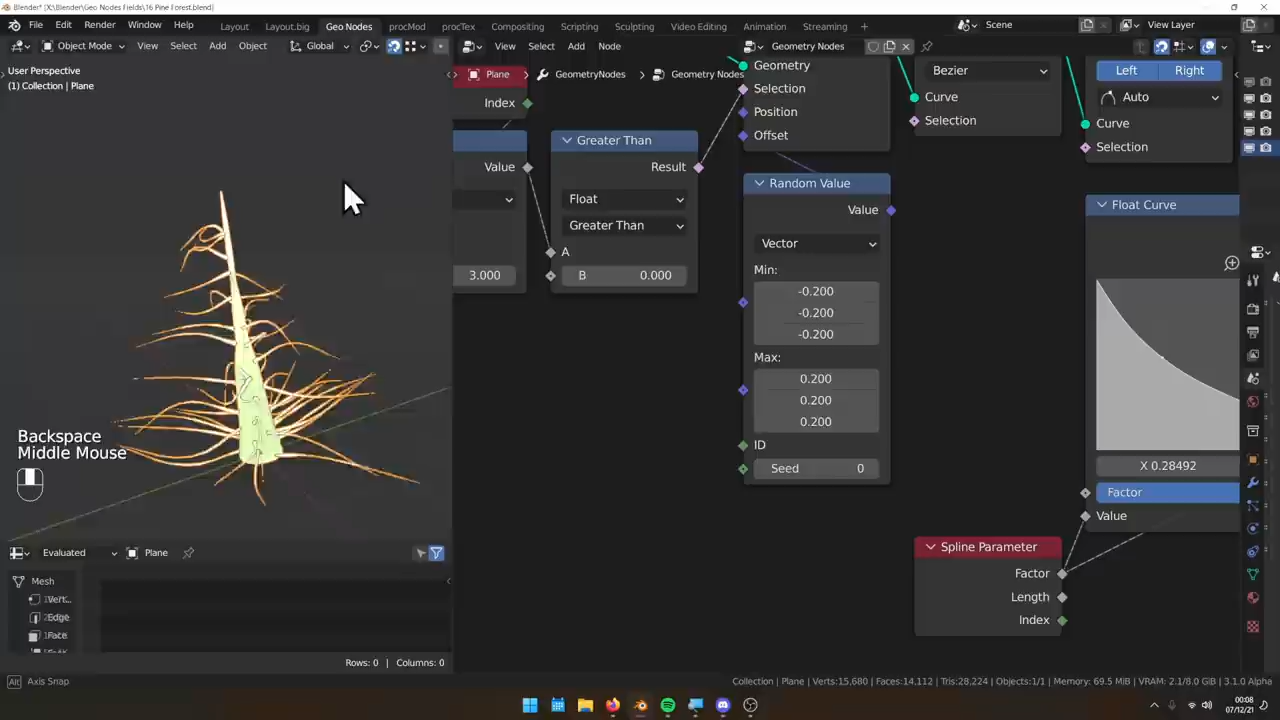 Blender* [X:\Blender\Geo Nodes Fields\16 Pine Forest.blend]
File Edit Render Window Help Layout Layout.big Geo Nodes procMod procTex Compositing Scripting Sculpting Video Editing Animation Streaming + Scene View Layer
Object Mode View Select Add Object Global View Select Add Node Geometry Nodes
User Perspective
(1) Collection | Plane
Plane GeometryNodes Geometry Nodes
Index
Value
3.000
Greater Than
Result
Float
Greater Than
A
B 0.000
Geometry
Selection
Position
Offset
Random Value
Value
Vector
Min:
-0.200
-0.200
-0.200
Max:
0.200
0.200
0.200
ID
Seed 0
Bezier
Curve
Selection
Left Right
Auto
Curve
Selection
Float Curve
X 0.28492
Factor
Value
Spline Parameter
Factor
Length
Index
Backspace
Middle Mouse
Evaluated Plane
Mesh
Vert...
Edge
Face
Rows: 0 | Columns: 0
Alt Axis Snap
Collection | Plane | Verts:15,680 | Faces:14,112 | Tris:28,224 | Objects:1/1 | Memory: 69.5 MiB | VRAM: 2.1/8.0 GiB | 3.1.0 Alpha
00:08
07/12/21